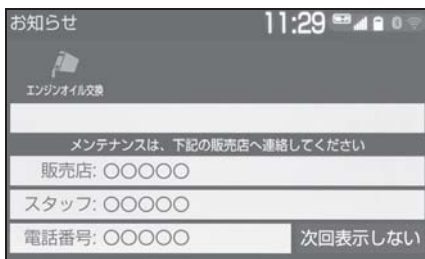 お知らせ 11:29
エンジンオイル交換
メンテナンスは、下記の販売店へ連絡してください
販売店: ○○○○○
スタッフ: ○○○○○
電話番号: ○○○○○ 次回表示しない